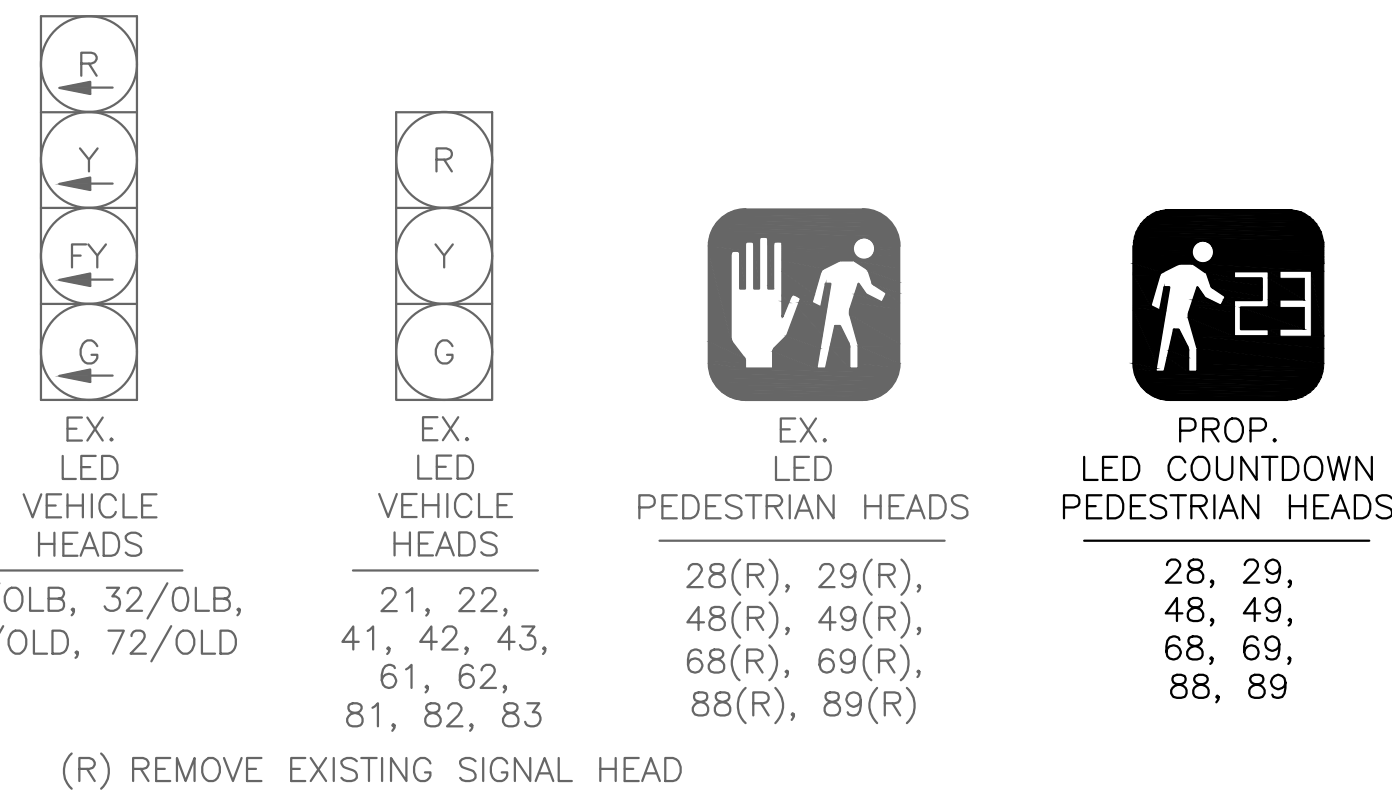 R
Y
FY
G
EX.
LED
VEHICLE
HEADS
/OLB, 32/OLB,
/OLD, 72/OLD
R
Y
G
EX.
LED
VEHICLE
HEADS
21, 22,
41, 42, 43,
61, 62,
81, 82, 83
EX.
LED
PEDESTRIAN HEADS
28(R), 29(R),
48(R), 49(R),
68(R), 69(R),
88(R), 89(R)
23
PROP.
LED COUNTDOWN
PEDESTRIAN HEADS
28, 29,
48, 49,
68, 69,
88, 89
(R) REMOVE EXISTING SIGNAL HEAD